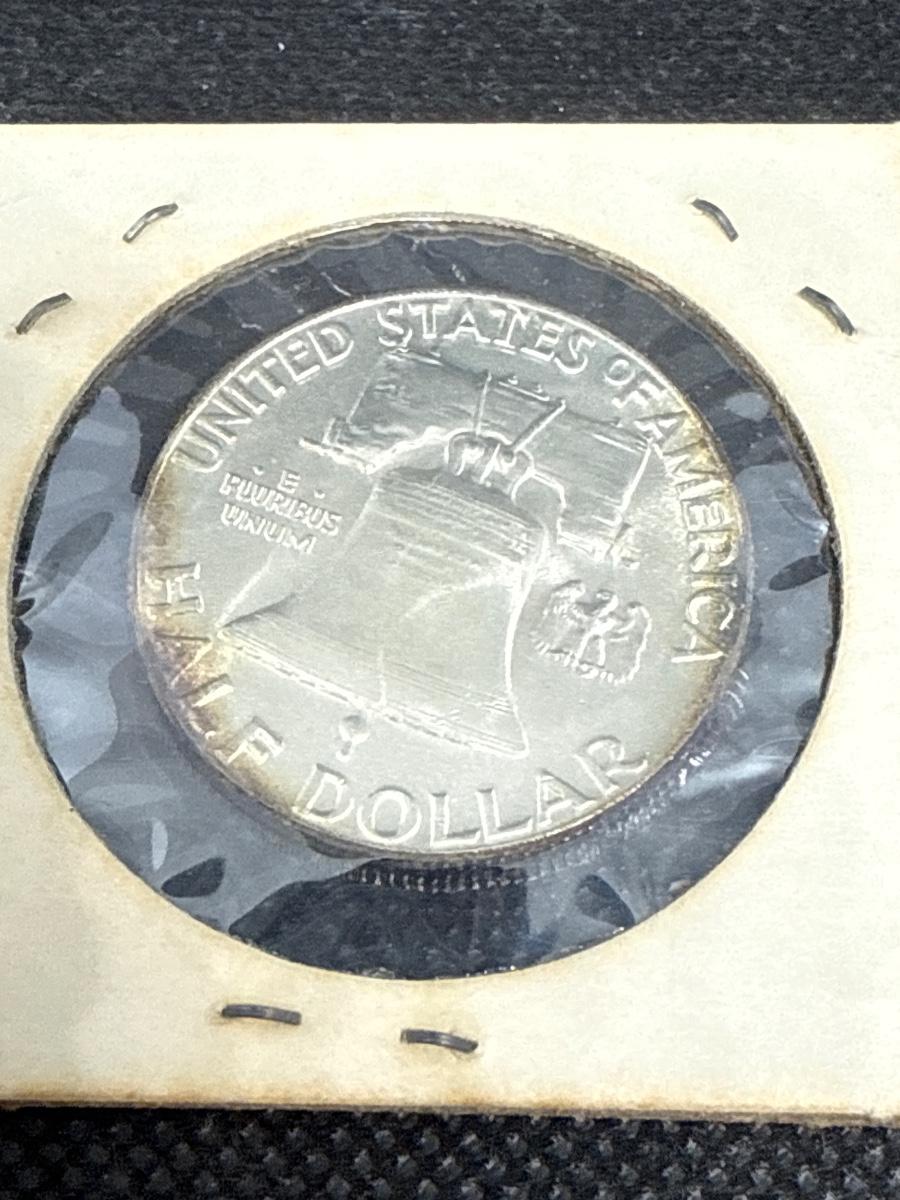 UNITED STATES OF AMERICA
E
PLURIBUS
UNUM
HALF DOLLAR